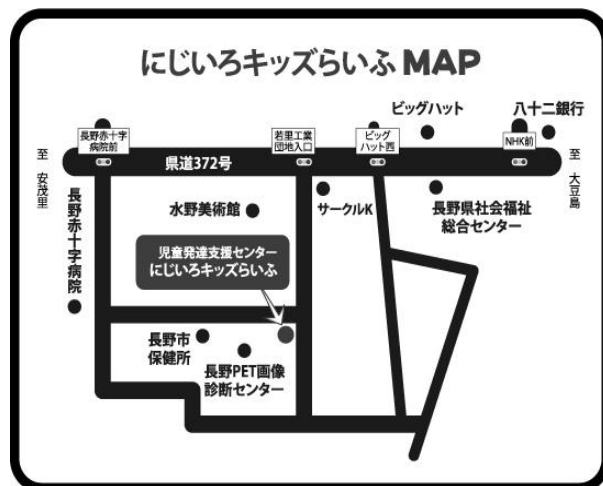 にじいろキッズらいふ MAP
ビッグハット
八十二銀行
長野赤十字
病院前
若里工業
団地入口
ビッグ
ハット西
NHK前
至 安茂里
県道372号
至 大豆島
長野赤十字病院
水野美術館
サークルK
長野県社会福祉
総合センター
児童発達支援センター
にじいろキッズらいふ
長野市
保健所
長野PET画像
診断センター